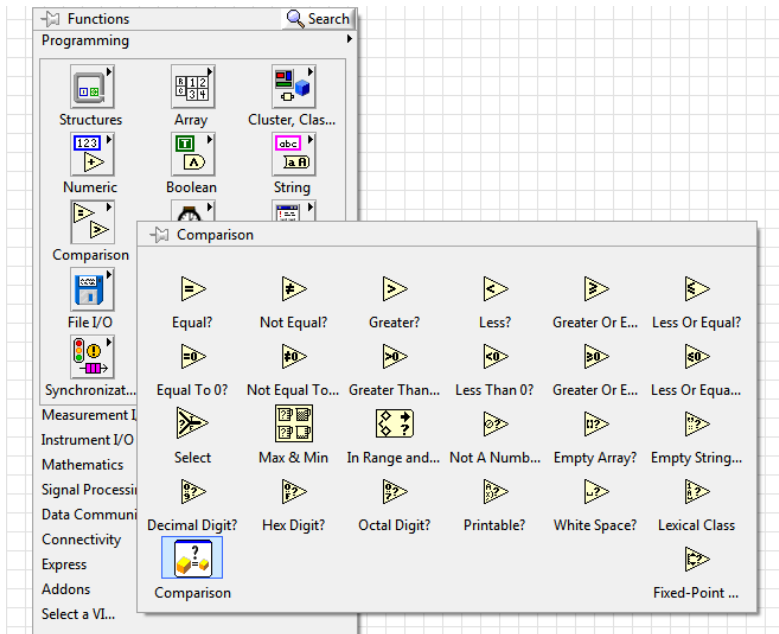 Functions
Search
Programming
Structures
Array
Cluster, Clas...
Numeric
Boolean
String
Comparison
File I/O
Synchronizat...
Measurement I
Instrument I/O
Mathematics
Signal Processi
Data Communi
Connectivity
Express
Addons
Select a VI...
Comparison
Equal? Not Equal? Greater? Less? Greater Or E... Less Or Equal?
Equal To 0? Not Equal To... Greater Than... Less Than 0? Greater Or E... Less Or Equa...
Select Max & Min In Range and... Not A Numb... Empty Array? Empty String...
Decimal Digit? Hex Digit? Octal Digit? Printable? White Space? Lexical Class
Comparison Fixed-Point ...